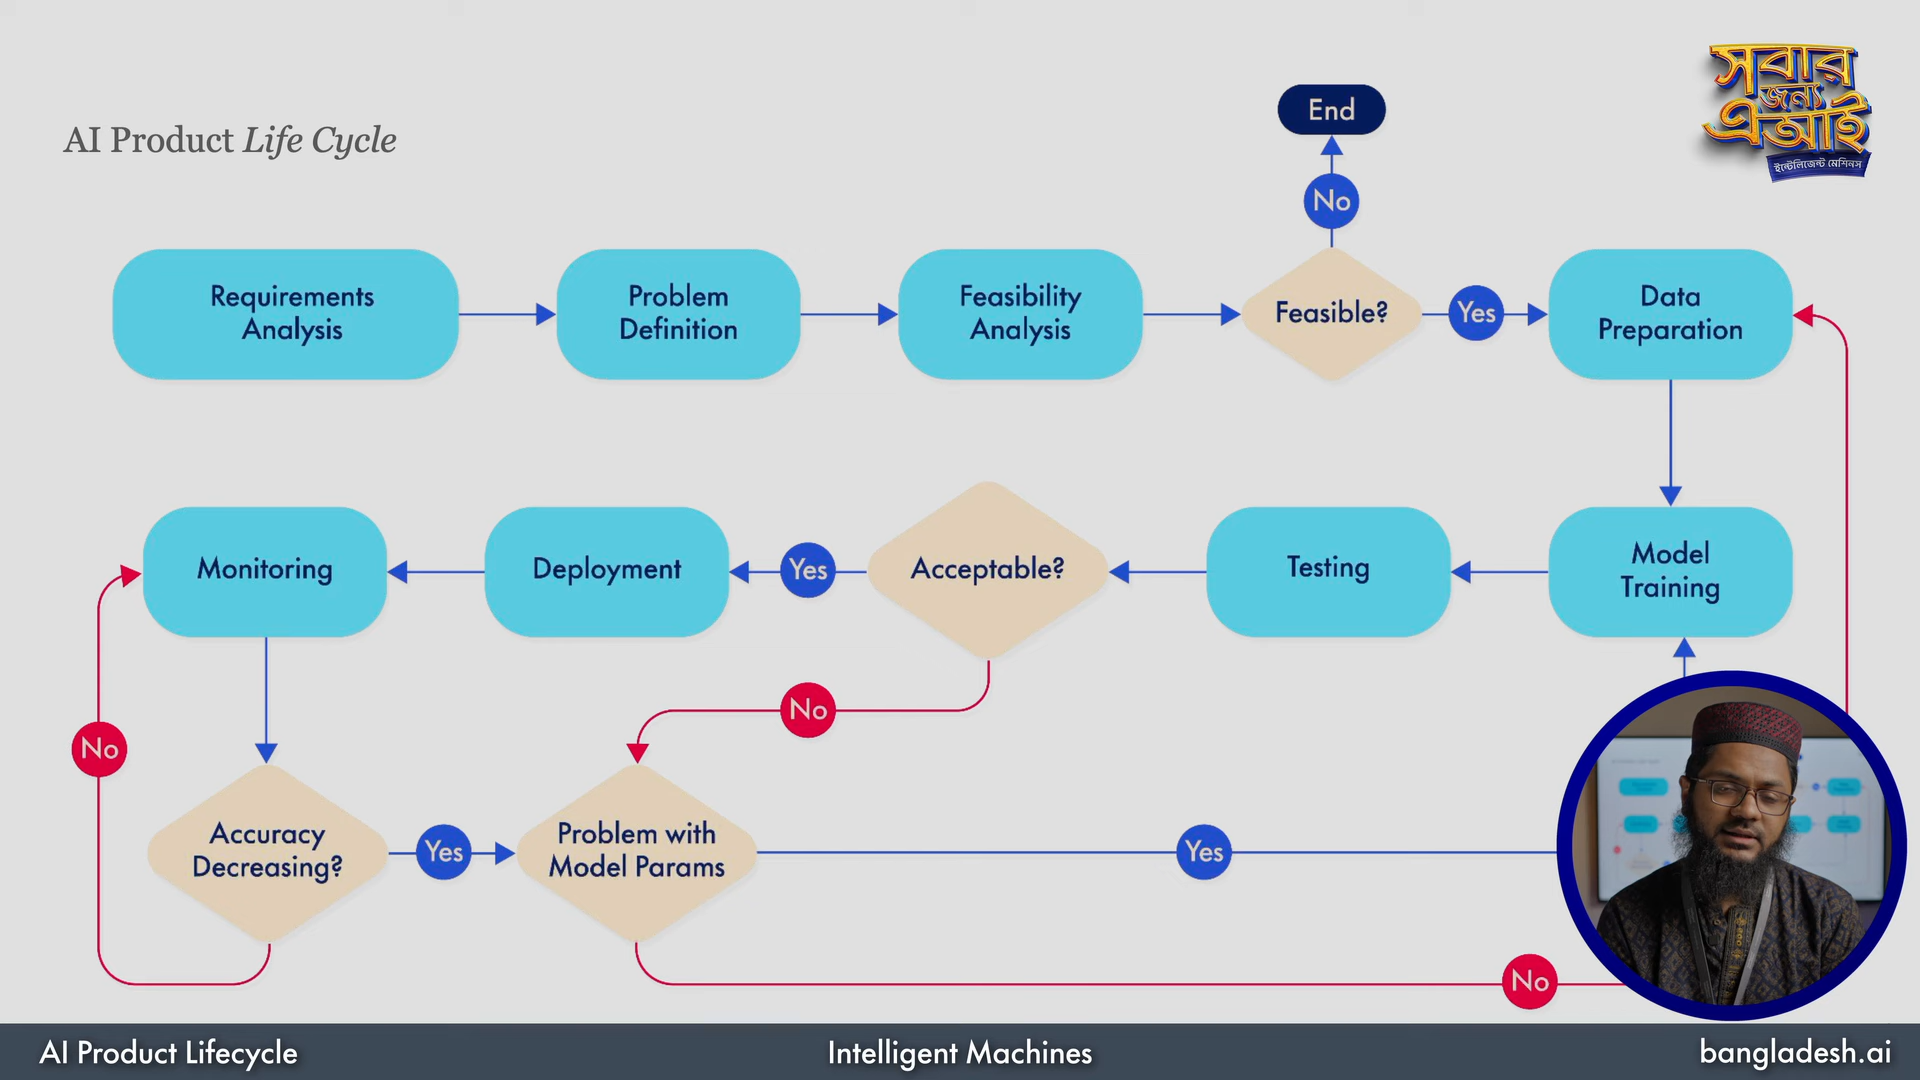 AI Product Life Cycle
সবার
জন্য
এআই
ইন্টেলিজেন্ট মেশিনস
End
No
Requirements
Analysis
Problem
Definition
Feasibility
Analysis
Feasible?
Yes
Data
Preparation
Monitoring
Deployment
Yes
Acceptable?
Testing
Model
Training
No
No
Accuracy
Decreasing?
Yes
Problem with
Model Params
Yes
No
AI Product Lifecycle
Intelligent Machines
bangladesh.ai